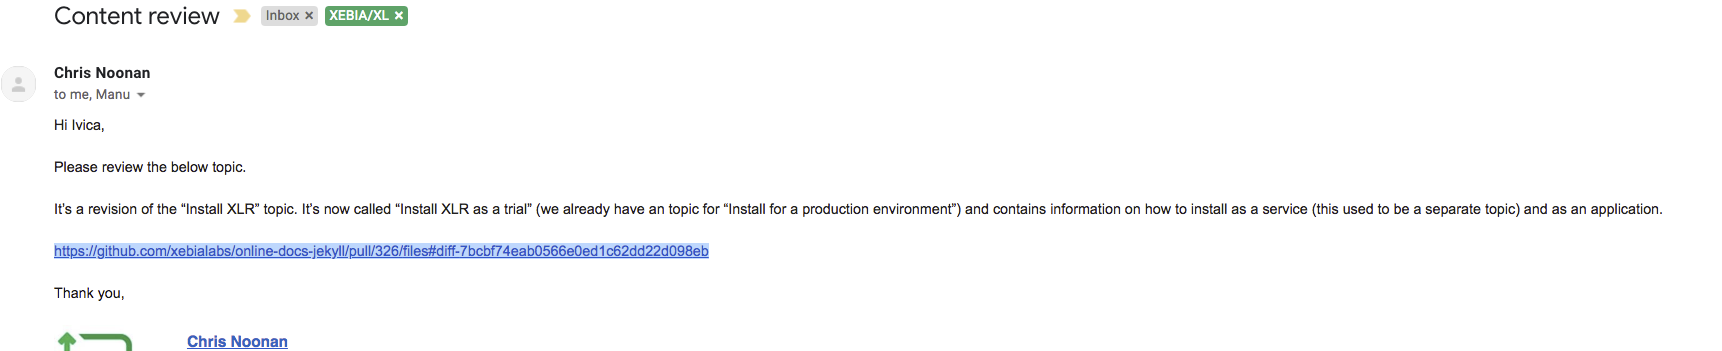 Content review Inbox × XEBIA/XL ×
Chris Noonan
to me, Manu
Hi Ivica,
Please review the below topic.
It’s a revision of the “Install XLR” topic. It’s now called “Install XLR as a trial” (we already have an topic for “Install for a production environment”) and contains information on how to install as a service (this used to be a separate topic) and as an application.
https://github.com/xebialabs/online-docs-jekyll/pull/326/files#diff-7bcbf74eab0566e0ed1c62dd22d098eb
Thank you,
Chris Noonan